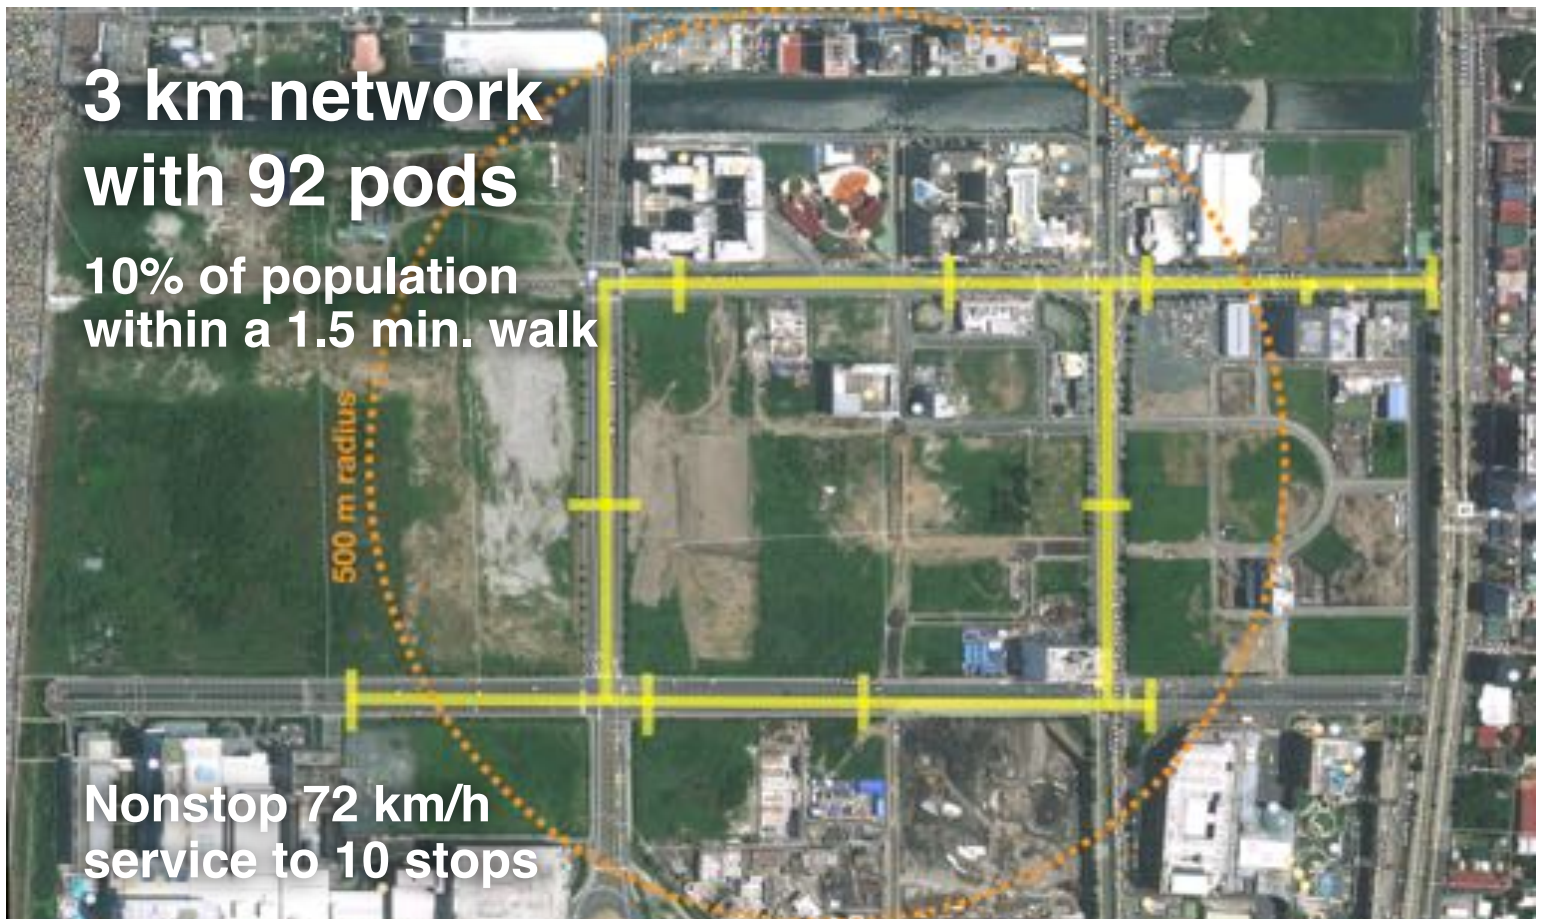 3 km network
with 92 pods
10% of population
within a 1.5 min. walk
500 m radius
Nonstop 72 km/h
service to 10 stops